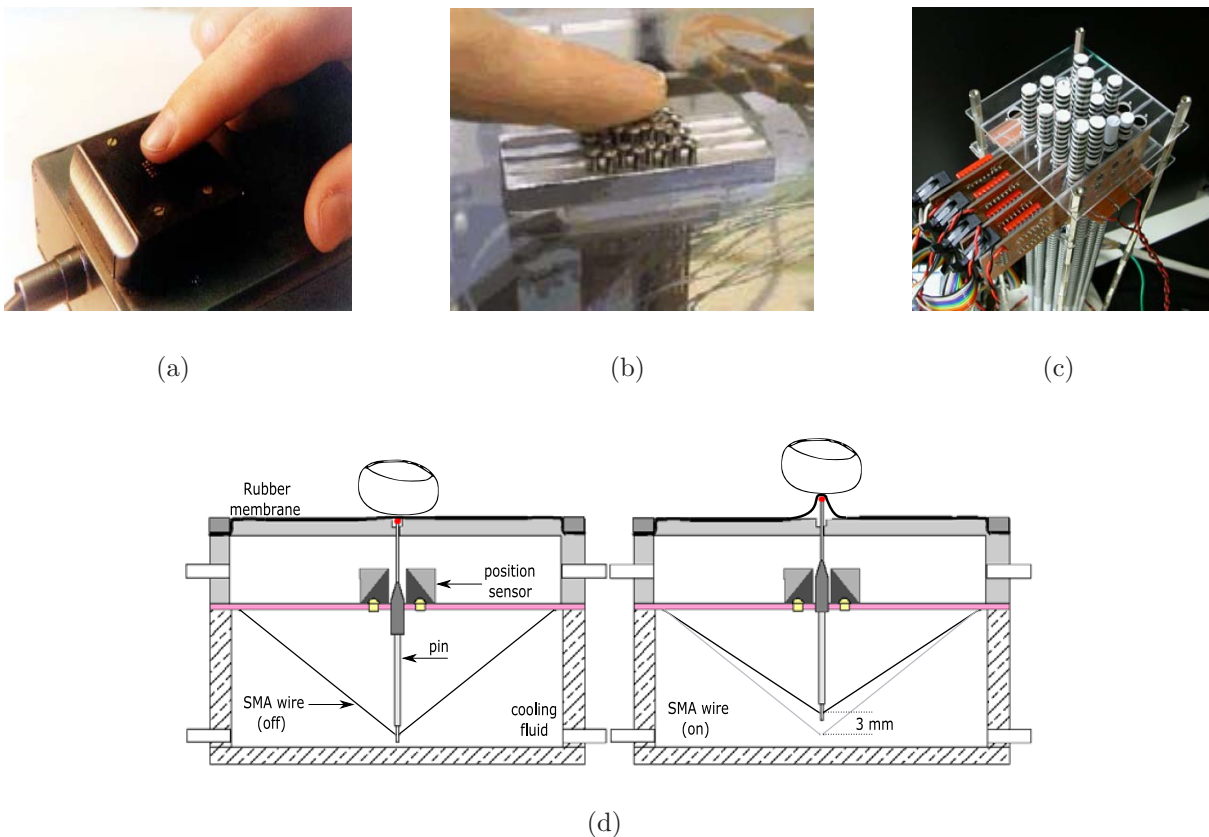 (a)
(b)
(c)
Rubber
membrane
position
sensor
pin
SMA wire
(off)
cooling
fluid
SMA wire
(on)
3 mm
(d)